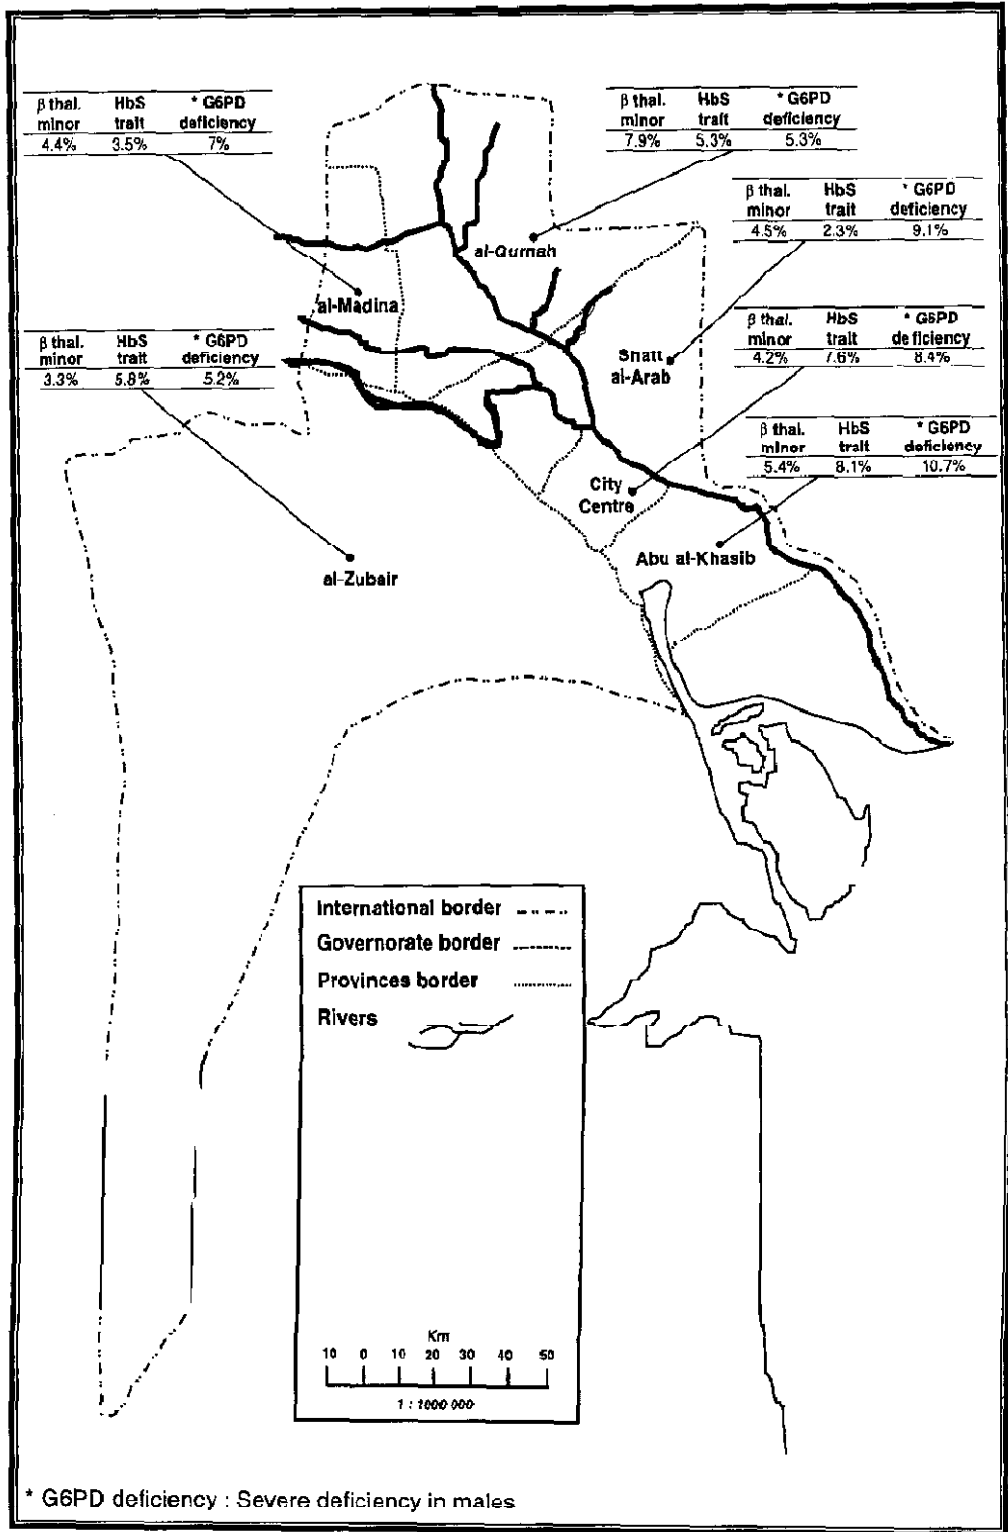 β thal. HbS * G6PD
minor trait deficiency
4.4% 3.5% 7%
β thal. HbS * G6PD
minor trait deficiency
7.9% 5.3% 5.3%
β thal. HbS * G6PD
minor trait deficiency
4.5% 2.3% 9.1%
al-Qurnah
al-Madina
β thal. HbS * G6PD
minor trait deficiency
4.2% 7.6% 8.4%
β thal. HbS * G6PD
minor trait deficiency
3.3% 5.8% 5.2%
Shatt
al-Arab
β thal. HbS * G6PD
minor trait deficiency
5.4% 8.1% 10.7%
City
Centre
Abu al-Khasib
al-Zubair
International border
Governorate border
Provinces border
Rivers
Km
10 0 10 20 30 40 50
1 : 1000 000
* G6PD deficiency : Severe deficiency in males